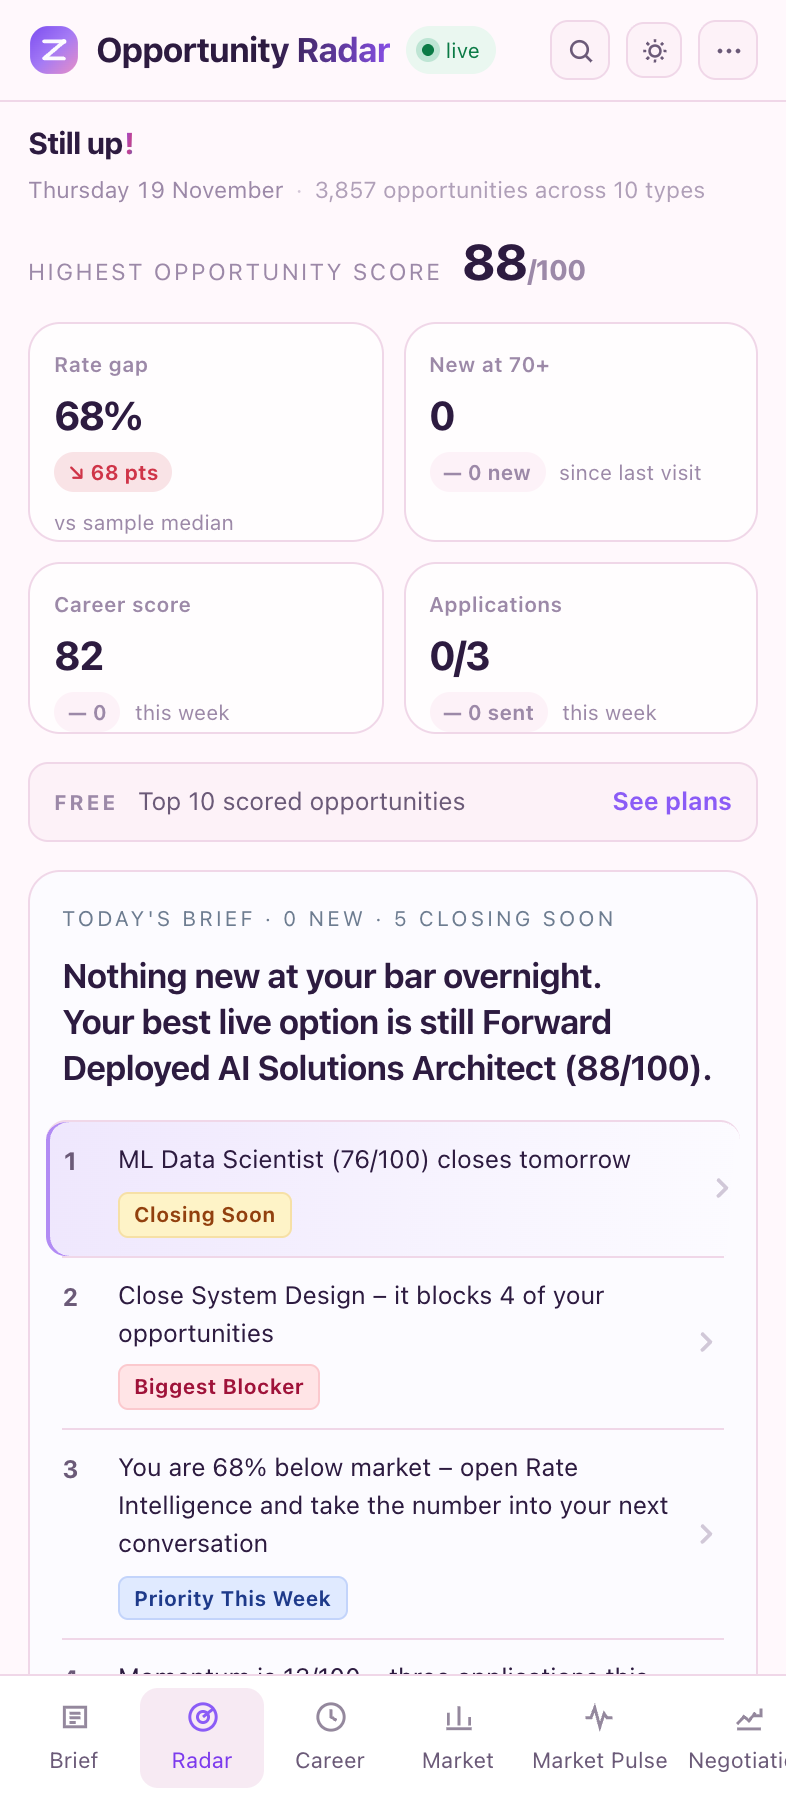 Opportunity Radar
live
Still up!
Thursday 19 November · 3,857 opportunities across 10 types
HIGHEST OPPORTUNITY SCORE 88/100
Rate gap
68%
↘ 68 pts
vs sample median
New at 70+
0
— 0 new since last visit
Career score
82
— 0 this week
Applications
0/3
— 0 sent this week
FREE Top 10 scored opportunities See plans
TODAY'S BRIEF · 0 NEW · 5 CLOSING SOON
Nothing new at your bar overnight.
Your best live option is still Forward
Deployed AI Solutions Architect (88/100).
1 ML Data Scientist (76/100) closes tomorrow
Closing Soon
2 Close System Design – it blocks 4 of your
opportunities
Biggest Blocker
3 You are 68% below market – open Rate
Intelligence and take the number into your next
conversation
Priority This Week
Brief
Radar
Career
Market
Market Pulse